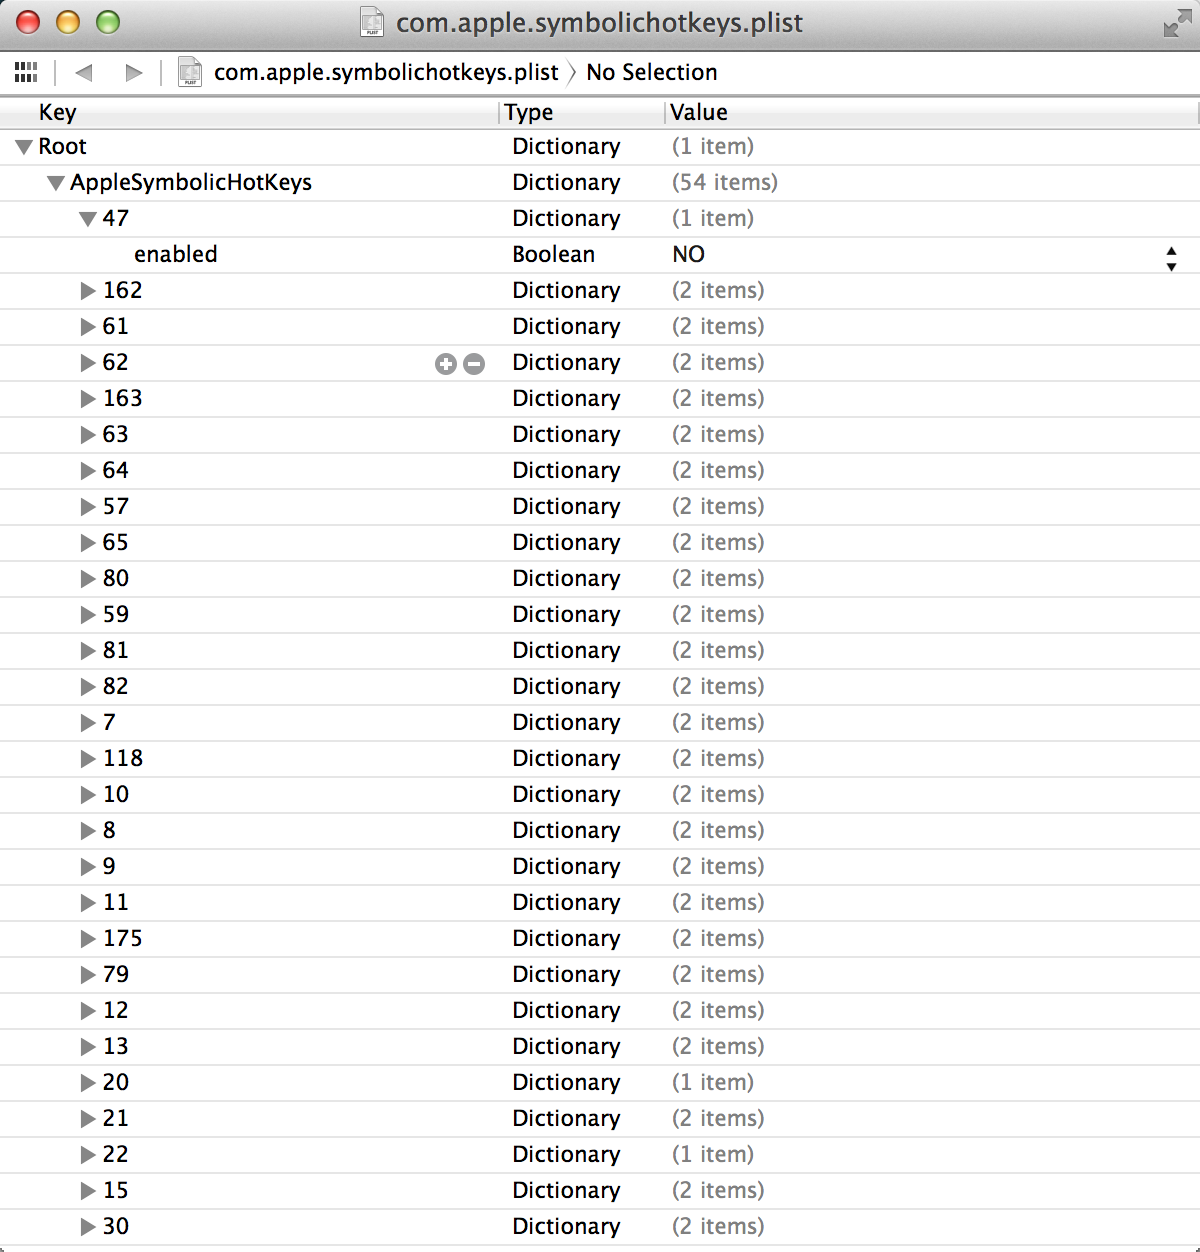 com.apple.symbolichotkeys.plist
com.apple.symbolichotkeys.plist No Selection
Key Type Value
Root Dictionary (1 item)
AppleSymbolicHotKeys Dictionary (54 items)
47 Dictionary (1 item)
enabled Boolean NO
162 Dictionary (2 items)
61 Dictionary (2 items)
62 Dictionary (2 items)
163 Dictionary (2 items)
63 Dictionary (2 items)
64 Dictionary (2 items)
57 Dictionary (2 items)
65 Dictionary (2 items)
80 Dictionary (2 items)
59 Dictionary (2 items)
81 Dictionary (2 items)
82 Dictionary (2 items)
7 Dictionary (2 items)
118 Dictionary (2 items)
10 Dictionary (2 items)
8 Dictionary (2 items)
9 Dictionary (2 items)
11 Dictionary (2 items)
175 Dictionary (2 items)
79 Dictionary (2 items)
12 Dictionary (2 items)
13 Dictionary (2 items)
20 Dictionary (1 item)
21 Dictionary (2 items)
22 Dictionary (1 item)
15 Dictionary (2 items)
30 Dictionary (2 items)